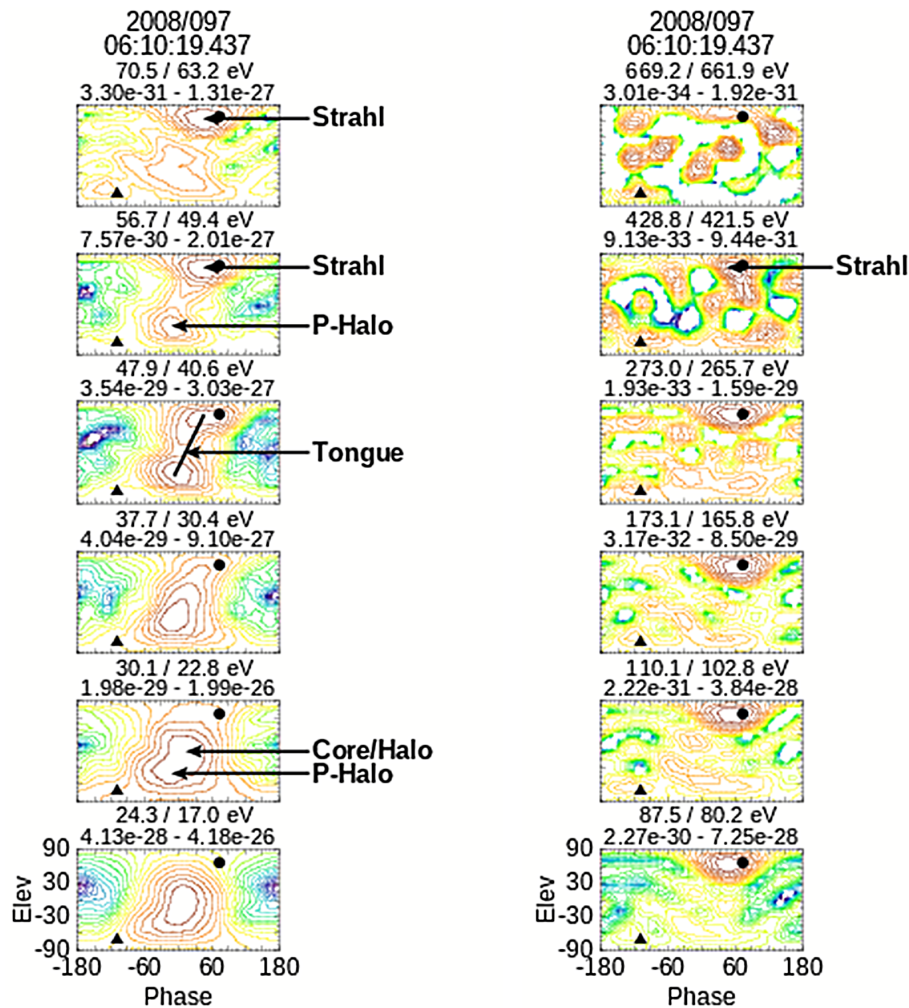 2008/097
06:10:19.437
70.5 / 63.2 eV
3.30e-31 - 1.31e-27
Strahl
56.7 / 49.4 eV
7.57e-30 - 2.01e-27
Strahl
P-Halo
47.9 / 40.6 eV
3.54e-29 - 3.03e-27
Tongue
37.7 / 30.4 eV
4.04e-29 - 9.10e-27
30.1 / 22.8 eV
1.98e-29 - 1.99e-26
Core/Halo
P-Halo
24.3 / 17.0 eV
4.13e-28 - 4.18e-26
90
30
-30
-90
Elev
-180 -60 60 180
Phase
2008/097
06:10:19.437
669.2 / 661.9 eV
3.01e-34 - 1.92e-31
428.8 / 421.5 eV
9.13e-33 - 9.44e-31
Strahl
273.0 / 265.7 eV
1.93e-33 - 1.59e-29
173.1 / 165.8 eV
3.17e-32 - 8.50e-29
110.1 / 102.8 eV
2.22e-31 - 3.84e-28
87.5 / 80.2 eV
2.27e-30 - 7.25e-28
90
30
-30
-90
Elev
-180 -60 60 180
Phase